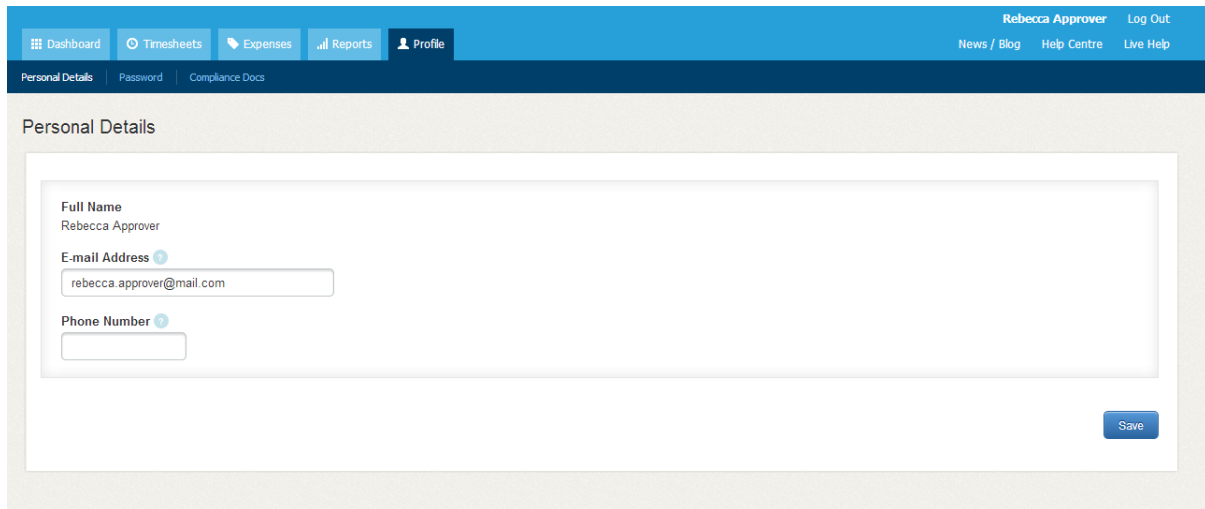 Rebecca Approver Log Out
Dashboard Timesheets Expenses Reports Profile News / Blog Help Centre Live Help
Personal Details Password Compliance Docs
Personal Details
Full Name
Rebecca Approver
E-mail Address ?
rebecca.approver@mail.com
Phone Number ?
Save